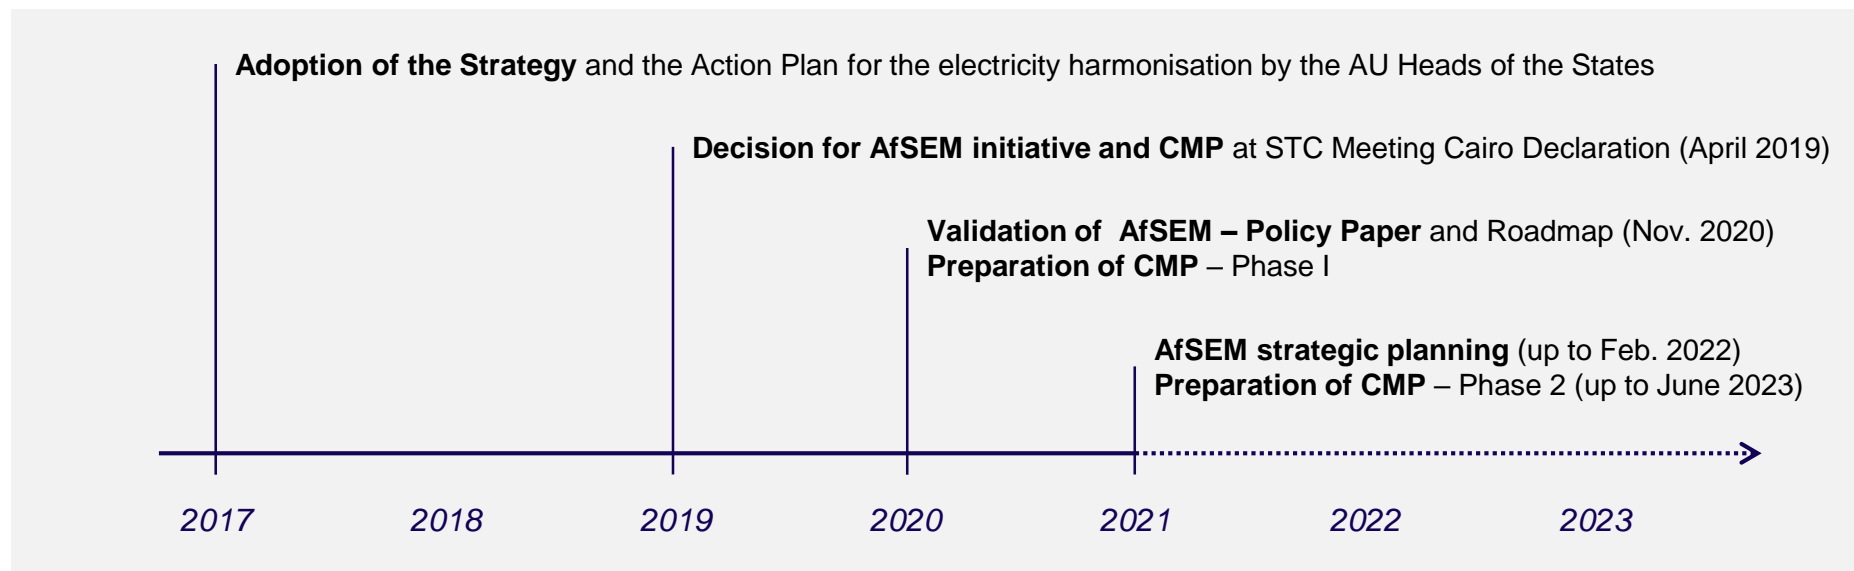 Adoption of the Strategy and the Action Plan for the electricity harmonisation by the AU Heads of the States
Decision for AfSEM initiative and CMP at STC Meeting Cairo Declaration (April 2019)
Validation of  AfSEM – Policy Paper and Roadmap (Nov. 2020)
Preparation of CMP – Phase I
AfSEM strategic planning (up to Feb. 2022)
Preparation of CMP – Phase 2 (up to June 2023)
2017 2018 2019 2020 2021 2022 2023